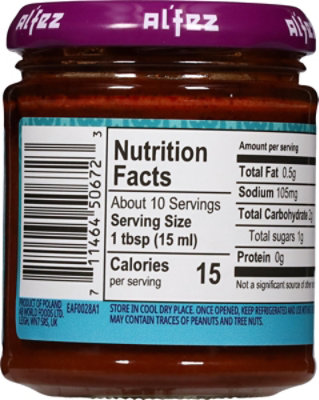 Al'fez Al'fez Al'fez
7 11464 50672 3
Nutrition
Facts
About 10 Servings
Serving Size
1 tbsp (15 ml)
Calories
per serving
15
Amount per serving
Total Fat 0.5g
Sodium 105mg
Total Carbohydrate 2g
Total sugars 1g
Protein 0g
Not a significant source of other
PRODUCT OF POLAND
AB WORLD FOODS LTD.
LEIGH, WN7 5RS, UK
EAF0028A1
STORE IN COOL DRY PLACE. ONCE OPENED, KEEP REFRIGERATED AND USE
MAY CONTAIN TRACES OF PEANUTS AND TREE NUTS.